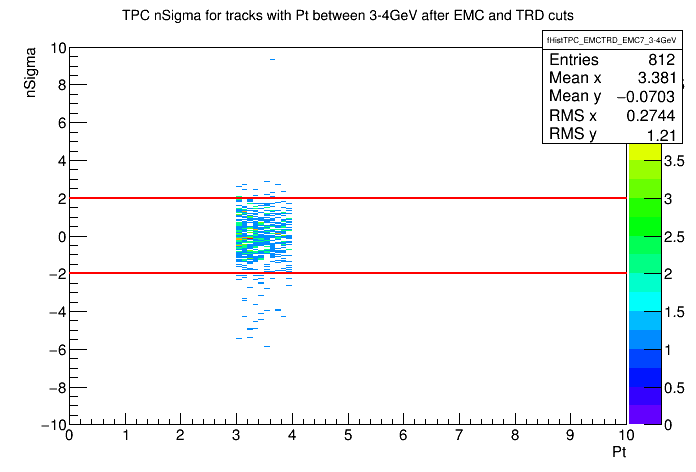 TPC nSigma for tracks with Pt between 3-4GeV after EMC and TRD cuts
fHistTPC_EMCTRD_EMC7_3-4GeV
Entries 812
Mean x 3.381
Mean y −0.0703
RMS x 0.2744
RMS y 1.21
nSigma
10
8
6
4
2
0
−2
−4
−6
−8
−10
0 1 2 3 4 5 6 7 8 9 10
Pt
3.5
3
2.5
2
1.5
1
0.5
0